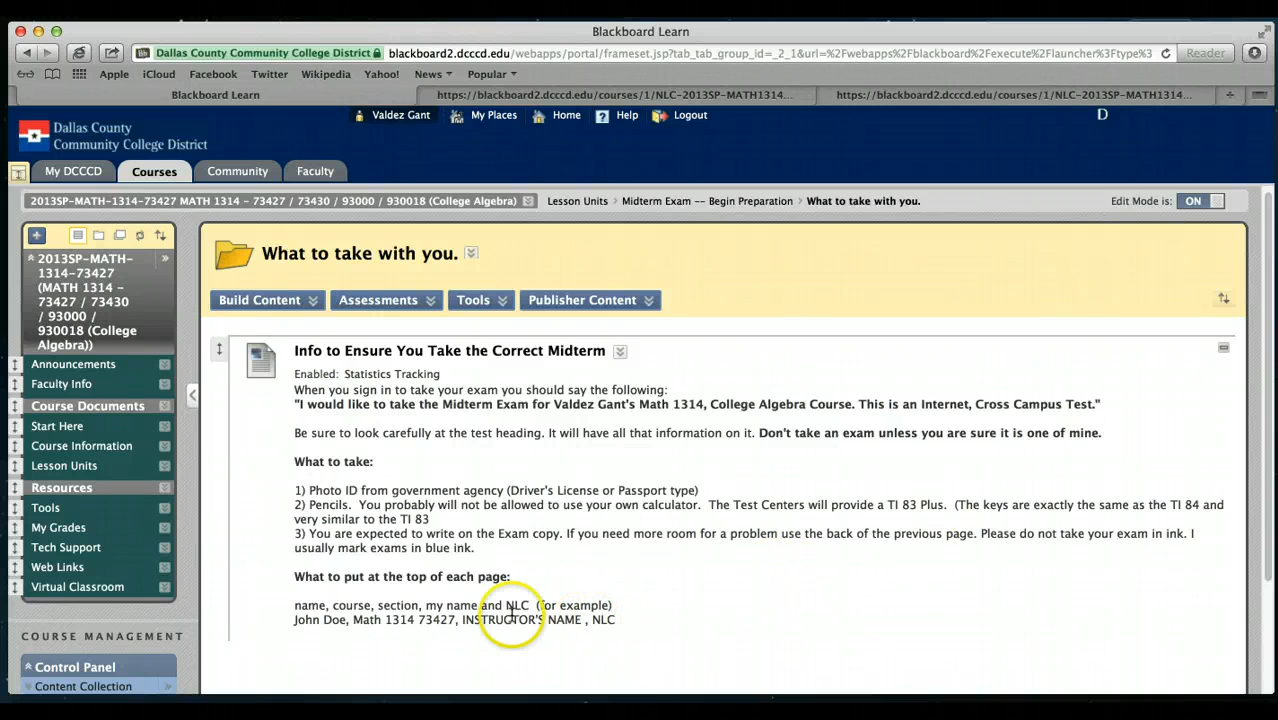 Blackboard Learn
Dallas County Community College District blackboard2.dcccd.edu/webapps/portal/frameset.jsp?tab_tab_group_id=_2_1&url=%2Fwebapps%2Fblackboard%2Fexecute%2Flauncher%3Ftype%3 Reader
Apple iCloud Facebook Twitter Wikipedia Yahoo! News Popular
Blackboard Learn https://blackboard2.dcccd.edu/courses/1/NLC-2013SP-MATH1314... https://blackboard2.dcccd.edu/courses/1/NLC-2013SP-MATH1314...
Valdez Gant My Places Home ? Help Logout D
Dallas County
Community College District
My DCCCD Courses Community Faculty
2013SP-MATH-1314-73427 MATH 1314 - 73427 / 73430 / 93000 / 930018 (College Algebra) Lesson Units Midterm Exam -- Begin Preparation What to take with you. Edit Mode is: ON
2013SP-MATH-
1314-73427
(MATH 1314 -
73427 / 73430
/ 93000 /
930018 (College
Algebra))
Announcements
Faculty Info
Course Documents
Start Here
Course Information
Lesson Units
Resources
Tools
My Grades
Tech Support
Web Links
Virtual Classroom
COURSE MANAGEMENT
Control Panel
Content Collection
What to take with you.
Build Content Assessments Tools Publisher Content
Info to Ensure You Take the Correct Midterm
Enabled: Statistics Tracking
When you sign in to take your exam you should say the following:
"I would like to take the Midterm Exam for Valdez Gant's Math 1314, College Algebra Course. This is an Internet, Cross Campus Test."
Be sure to look carefully at the test heading. It will have all that information on it. Don't take an exam unless you are sure it is one of mine.
What to take:
1) Photo ID from government agency (Driver's License or Passport type)
2) Pencils. You probably will not be allowed to use your own calculator. The Test Centers will provide a TI 83 Plus. (The keys are exactly the same as the TI 84 and
very similar to the TI 83
3) You are expected to write on the Exam copy. If you need more room for a problem use the back of the previous page. Please do not take your exam in ink. I
usually mark exams in blue ink.
What to put at the top of each page:
name, course, section, my name and NLC (for example)
John Doe, Math 1314 73427, INSTRUCTOR'S NAME , NLC